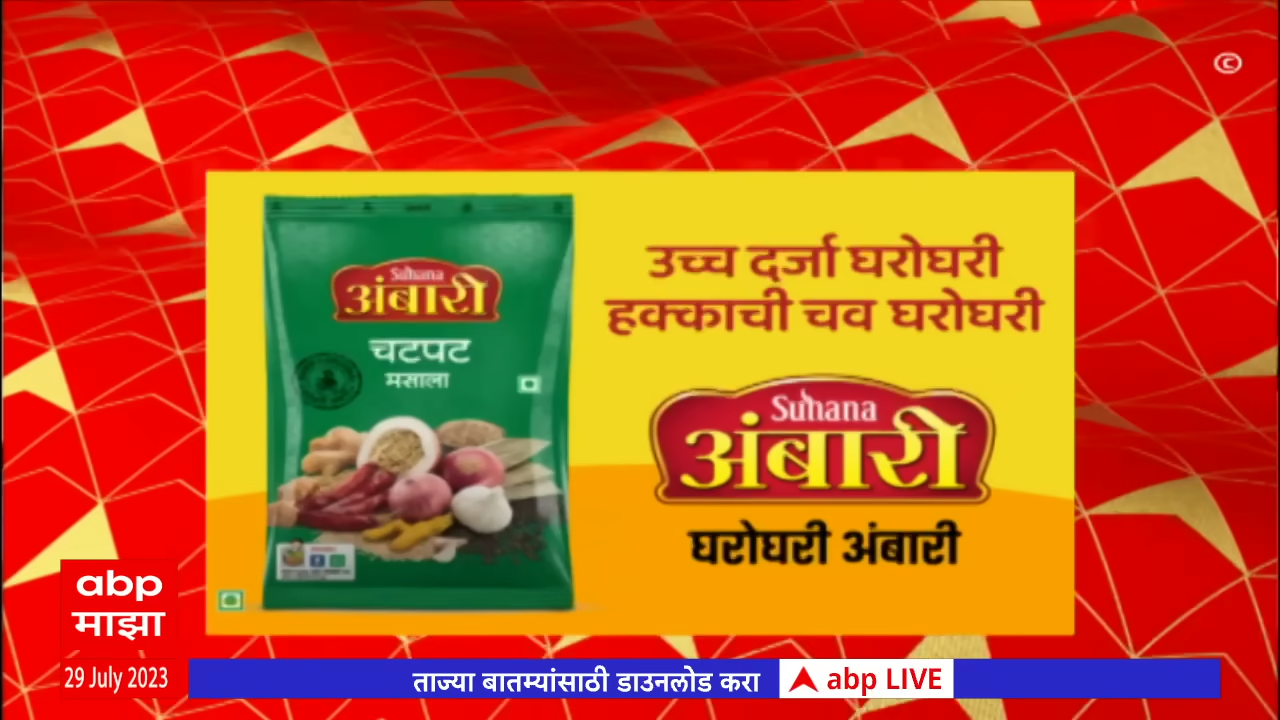 ©
उच्च दर्जा घरोघरी
हक्काची चव घरोघरी
Suhana
अंबारी
चटपट
मसाला
Suhana
अंबारी
घरोघरी अंबारी
abp
माझा
29 July 2023
ताज्या बातम्यांसाठी डाउनलोड करा
abp LIVE